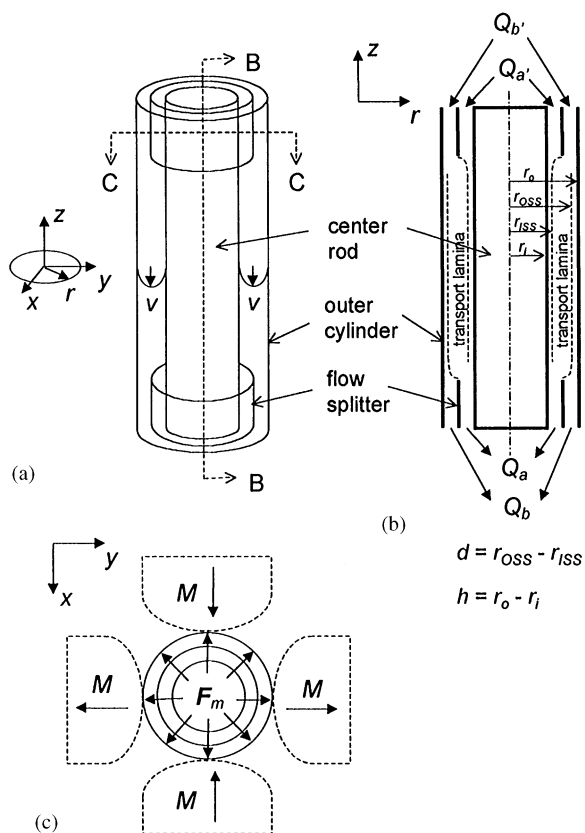 B
C
C
z
y
x
r
v
v
B
(a)
center
rod
outer
cylinder
flow
splitter
z
r
Q_b'
Q_a'
r_o
r_OSS
r_ISS
r_i
transport lamina
transport lamina
Q_a
Q_b
(b)
d = r_OSS - r_ISS
h = r_o - r_i
y
x
M
M
F_m
M
M
(c)